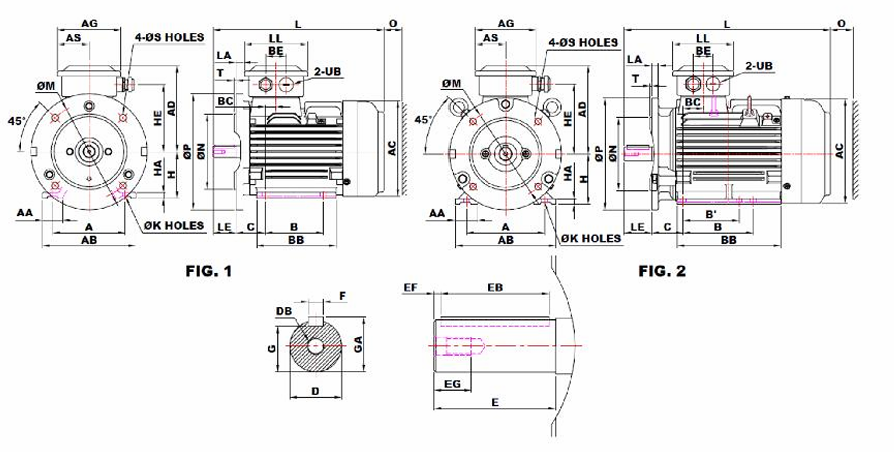 AG L O
AS LL
4-ØS HOLES LA BE
T 2-UB
ØM BC
AD HE
45° ØP ØN AC
HA H
AA
ØK HOLES
A LE C B
AB BB
FIG. 1
AG L O
AS LL
4-ØS HOLES LA BE
T 2-UB
ØM BC
AD HE
45° ØP ØN AC
HA H
AA B'
ØK HOLES
A LE C B
AB BB
FIG. 2
F EF EB
DB
G GA
EG
D E